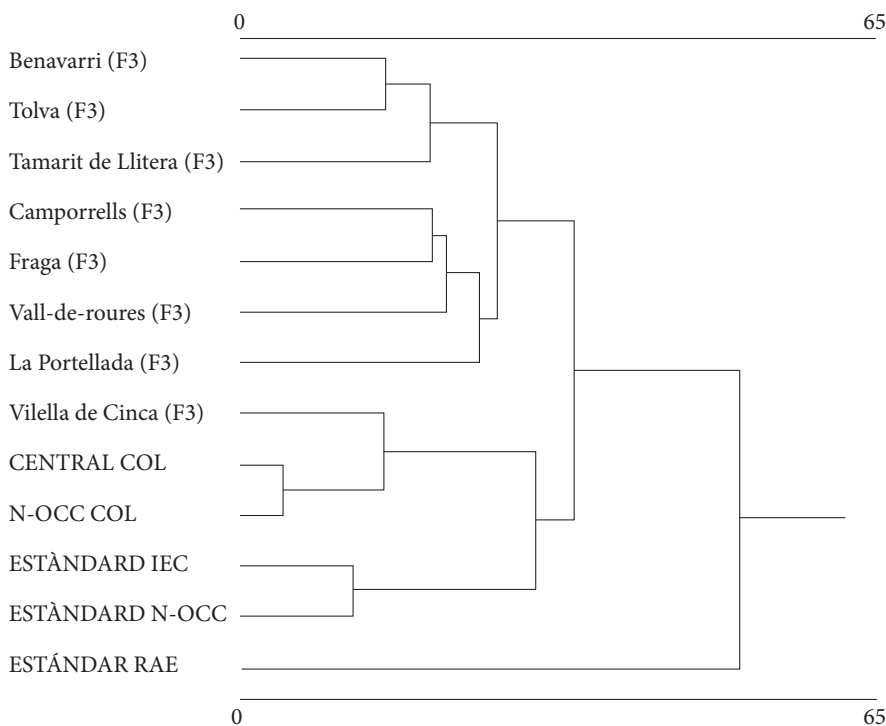 0 65
Benavarri (F3)
Tolva (F3)
Tamarit de Llitera (F3)
Camporrells (F3)
Fraga (F3)
Vall-de-roures (F3)
La Portellada (F3)
Vilella de Cinca (F3)
CENTRAL COL
N-OCC COL
ESTÀNDARD IEC
ESTÀNDARD N-OCC
ESTÁNDAR RAE
0 65